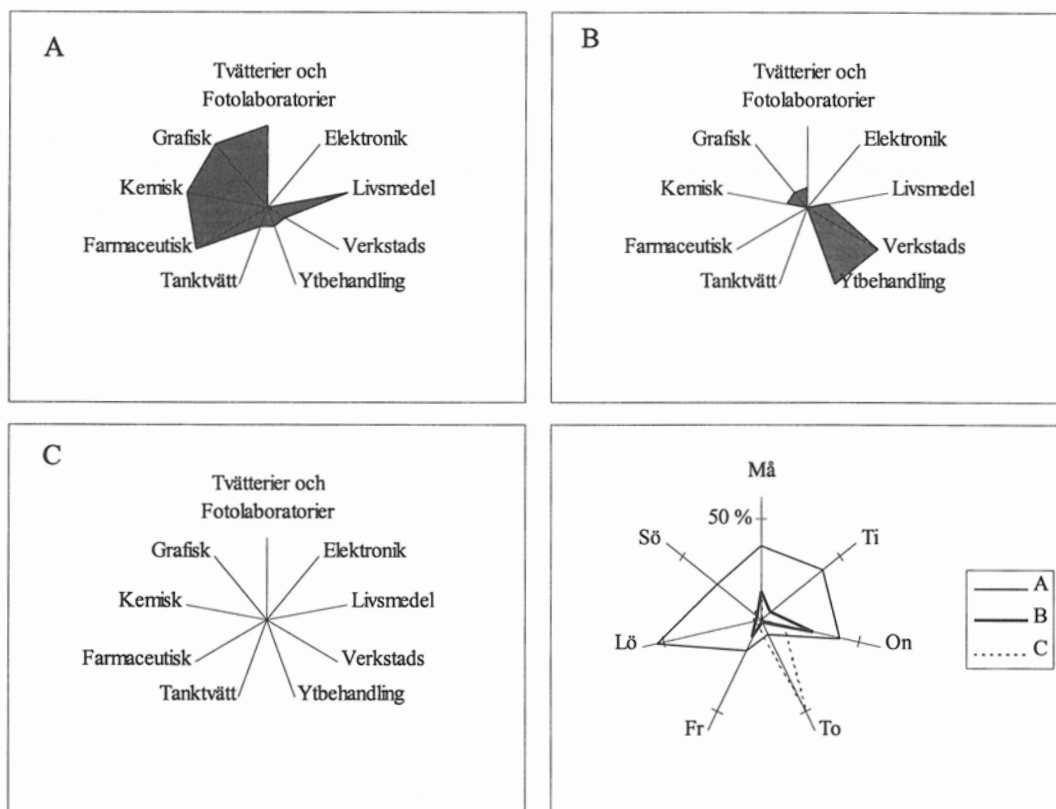 A
Tvätterier och
Fotolaboratorier
Grafisk
Elektronik
Kemisk
Livsmedel
Farmaceutisk
Verkstads
Tanktvätt
Ytbehandling
B
Tvätterier och
Fotolaboratorier
Grafisk
Elektronik
Kemisk
Livsmedel
Farmaceutisk
Verkstads
Tanktvätt
Ytbehandling
C
Tvätterier och
Fotolaboratorier
Grafisk
Elektronik
Kemisk
Livsmedel
Farmaceutisk
Verkstads
Tanktvätt
Ytbehandling
Må
50 %
Sö
Ti
Lö
On
Fr
To
A
B
C